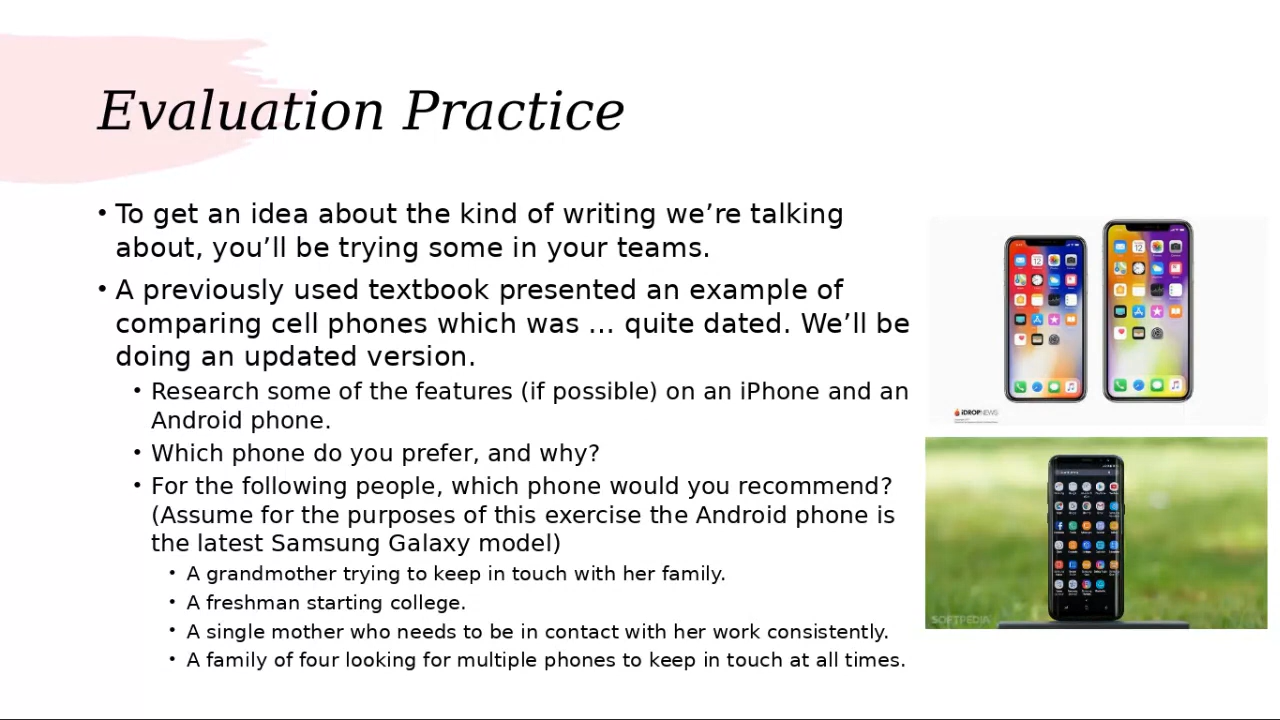 Evaluation Practice
• To get an idea about the kind of writing we’re talking
about, you’ll be trying some in your teams.
• A previously used textbook presented an example of
comparing cell phones which was … quite dated. We’ll be
doing an updated version.
• Research some of the features (if possible) on an iPhone and an
Android phone.
• Which phone do you prefer, and why?
• For the following people, which phone would you recommend?
(Assume for the purposes of this exercise the Android phone is
the latest Samsung Galaxy model)
• A grandmother trying to keep in touch with her family.
• A freshman starting college.
• A single mother who needs to be in contact with her work consistently.
• A family of four looking for multiple phones to keep in touch at all times.
iDROPNEWS
SOFTPEDIA